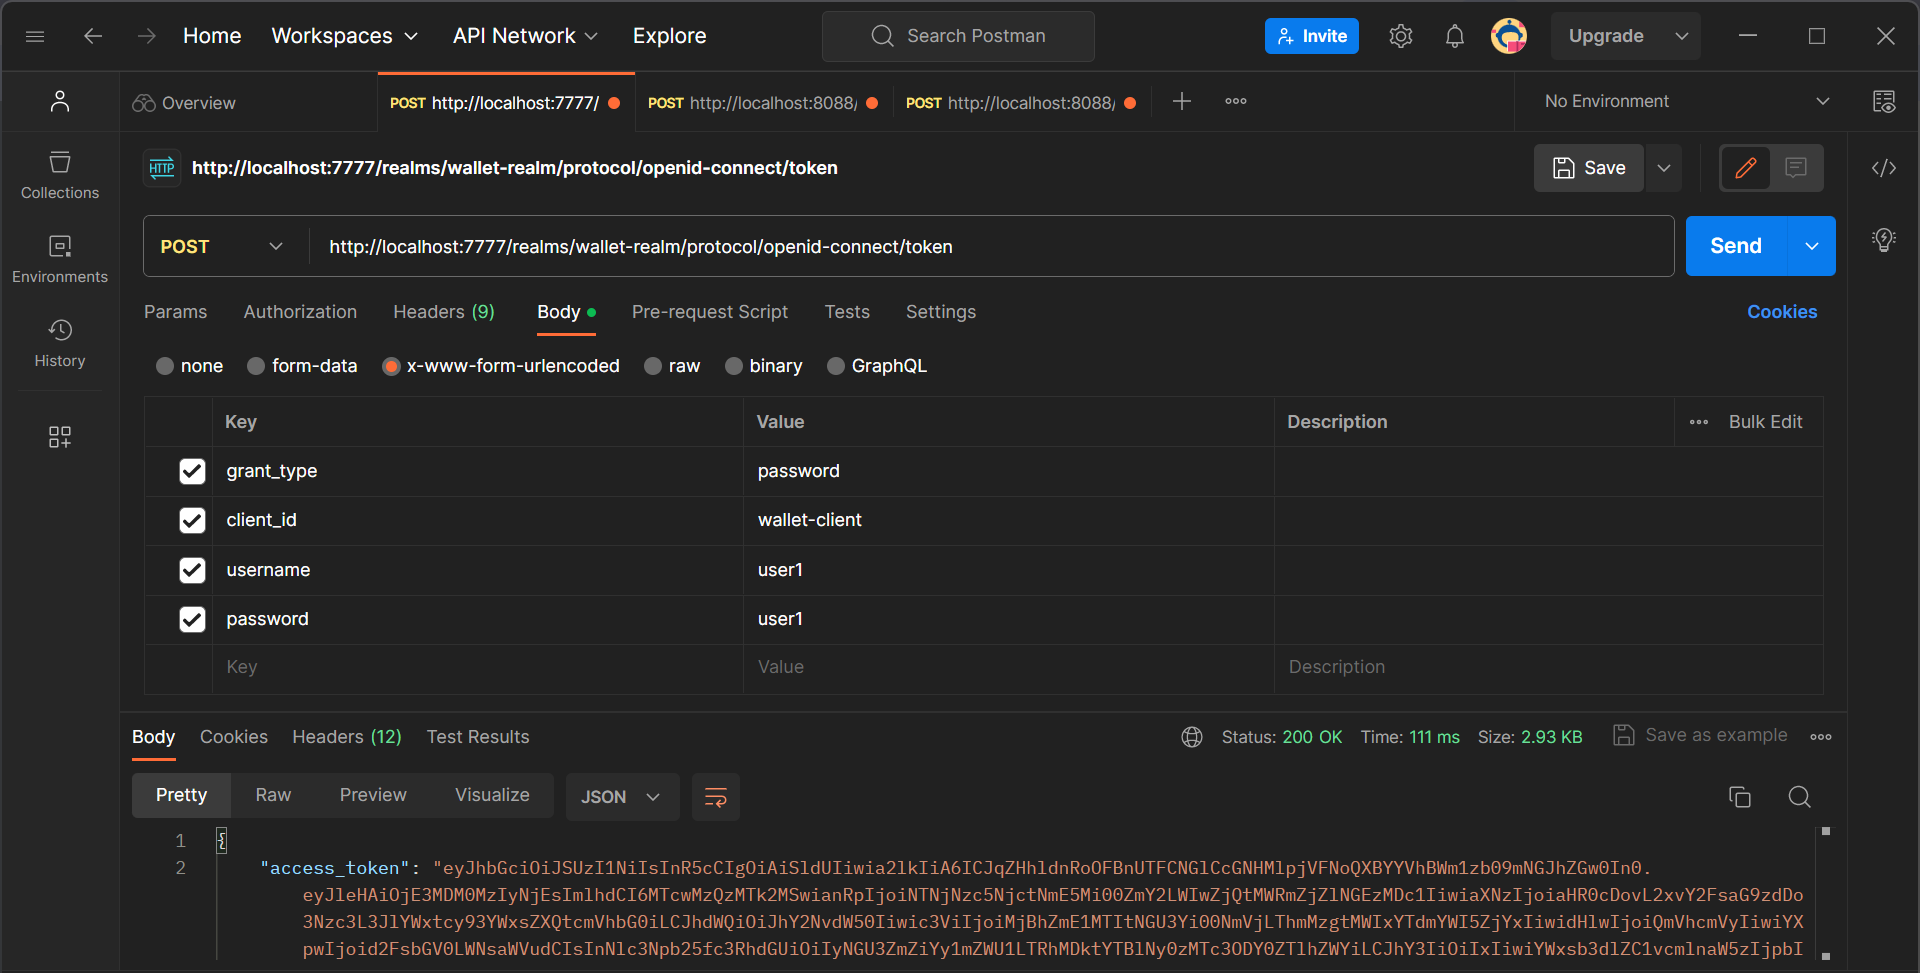 Home Workspaces API Network Explore Search Postman Invite Upgrade
Overview POST http://localhost:7777/ POST http://localhost:8088/ POST http://localhost:8088/ No Environment
HTTP http://localhost:7777/realms/wallet-realm/protocol/openid-connect/token Save
Collections
POST http://localhost:7777/realms/wallet-realm/protocol/openid-connect/token Send
Environments
Params Authorization Headers (9) Body Pre-request Script Tests Settings Cookies
History
none form-data x-www-form-urlencoded raw binary GraphQL
Key Value Description Bulk Edit
grant_type password
client_id wallet-client
username user1
password user1
Key Value Description
Body Cookies Headers (12) Test Results Status: 200 OK Time: 111 ms Size: 2.93 KB Save as example
Pretty Raw Preview Visualize JSON
1 {
2 "access_token": "eyJhbGciOiJSUzI1NiIsInR5cCIgOiAiSldUIiwia2lkIiA6ICJqZHhldnRoOFBnUTFCNGlCcGNHMlpjVFNoQXBYYVhBWm1zb09mNGJhZGw0In0.
eyJleHAiOjE3MDM0MzIyNjEsImlhdCI6MTcwMzQzMTk2MSwianRpIjoiNTNjNzc5NjctNmE5Mi00ZmY2LWIwZjQtMWRmZjZlNGEzMDc1IiwiaXNzIjoiaHR0cDovL2xvY2FsaG9zdDo
3Nzc3L3JlYWxtcy93YWxsZXQtcmVhbG0iLCJhdWQiOiJhY2NvdW50Iiwic3ViIjoiMjBhZmE1MTItNGU3Yi00NmVjLThmMzgtMWIxYTdmYWI5ZjYxIiwidHlwIjoiQmVhcmVyIiwiYX
pwIjoid2FsbGV0LWNsaWVudCIsInNlc3Npb25fc3RhdGUiOiIyNGU3ZmZiYy1mZWU1LTRhMDktYTBlNy0zMTc3ODY0ZTlhZWYiLCJhY3IiOiIxIiwiYWxsb3dlZC1vcmlnaW5zIjpbI